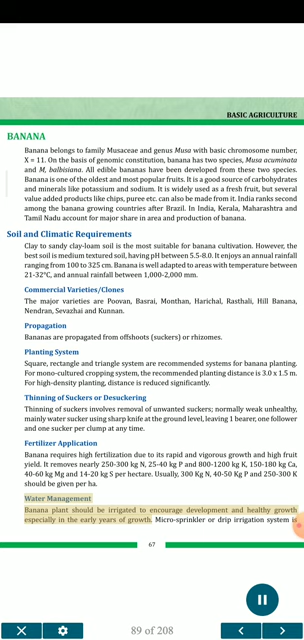 BASIC AGRICULTURE
BANANA
Banana belongs to family Musaceae and genus Musa with basic chromosome number,
X = 11. On the basis of genomic constitution, banana has two species, Musa acuminata
and M, balbisiana. All edible bananas have been developed from these two species.
Banana is one of the oldest and most popular fruits. It is a good source of carbohydrates
and minerals like potassium and sodium. It is widely used as a fresh fruit, but several
value added products like chips, puree etc. can also be made from it. India ranks second
among the banana growing countries after Brazil. In India, Kerala, Maharashtra and
Tamil Nadu account for major share in area and production of banana.
Soil and Climatic Requirements
Clay to sandy clay-loam soil is the most suitable for banana cultivation. However, the
best soil is medium textured soil, having pH between 5.5-8.0. It enjoys an annual rainfall
ranging from 100 to 325 cm. Banana is well adapted to areas with temperature between
21-32°C, and annual rainfall between 1,000-2,000 mm.
Commercial Varieties/Clones
The major varieties are Poovan, Basrai, Monthan, Harichal, Rasthali, Hill Banana,
Nendran, Sevazhai and Kunnan.
Propagation
Bananas are propagated from offshoots (suckers) or rhizomes.
Planting System
Square, rectangle and triangle system are recommended systems for banana planting.
For mono-cultured cropping system, the recommended planting distance is 3.0 x 1.5 m.
For high-density planting, distance is reduced significantly.
Thinning of Suckers or Desuckering
Thinning of suckers involves removal of unwanted suckers; normally weak unhealthy,
mainly water sucker using sharp knife at the ground level, leaving 1 bearer, one follower
and one sucker per clump at any time.
Fertilizer Application
Banana requires high fertilization due to its rapid and vigorous growth and high fruit
yield. It removes nearly 250-300 kg N, 25-40 kg P and 800-1200 kg K, 150-180 kg Ca,
40-60 kg Mg and 14-20 kg S per hectare. Usually, 300 Kg N, 40-50 Kg P and 250-300 K
should be given per ha.
Water Management
Banana plant should be irrigated to encourage development and healthy growth
especially in the early years of growth. Micro-sprinkler or drip irrigation system is
67
89 of 208